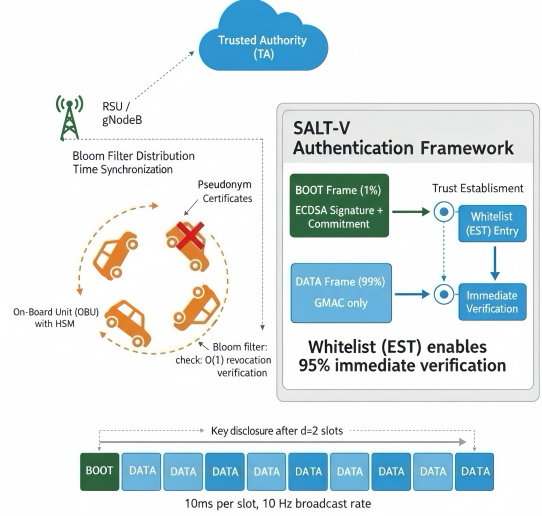 Trusted Authority
(TA)
RSU /
gNodeB
Bloom Filter Distribution
Time Synchronization
Pseudonym
Certificates
On-Board Unit (OBU)
with HSM
Bloom filter:
check: O(1) revocation
verification
SALT-V
Authentication Framework
BOOT Frame (1%)
ECDSA Signature +
Commitment
Trust Establisment
Whitelist
(EST) Entry
DATA Frame (99%)
GMAC only
Immediate
Verification
Whitelist (EST) enables
95% immediate verification
Key disclosure after d=2 slots
BOOT DATA DATA DATA DATA DATA DATA DATA DATA DATA
10ms per slot, 10 Hz broadcast rate